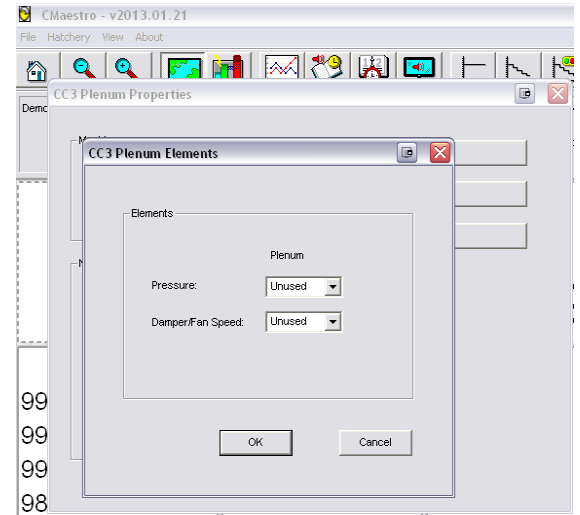 CMaestro - v2013.01.21
File Hatchery View About
CC3 Plenum Properties
Demo
CC3 Plenum Elements
Elements
Plenum
Pressure: Unused
Damper/Fan Speed: Unused
OK Cancel
99
99
99
98